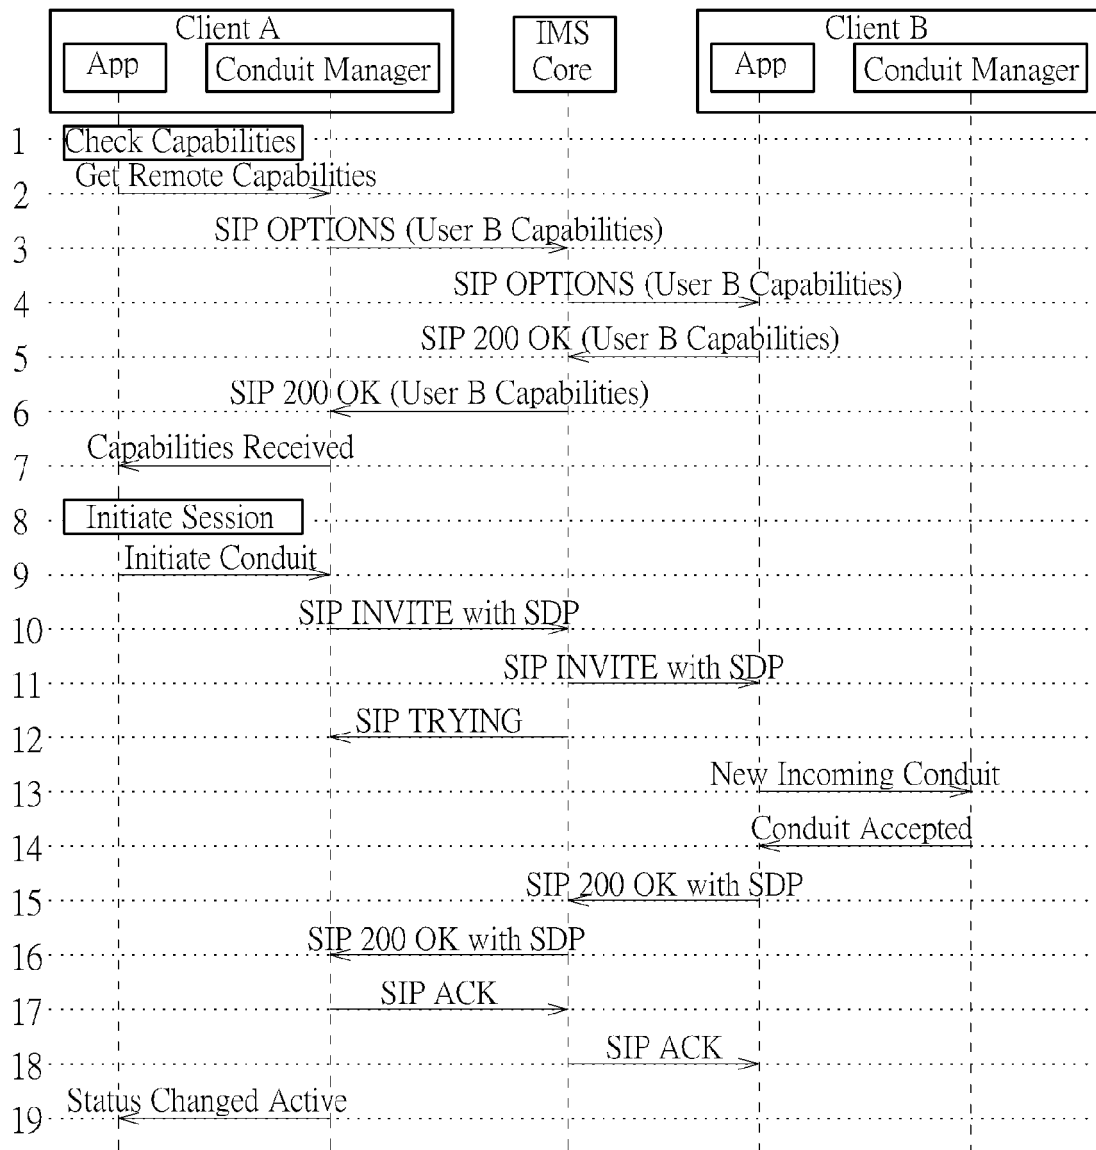 Client A
IMS
Core
Client B
App
Conduit Manager
App
Conduit Manager
1
Check Capabilities
Get Remote Capabilities
2
SIP OPTIONS (User B Capabilities)
3
SIP OPTIONS (User B Capabilities)
4
SIP 200 OK (User B Capabilities)
5
SIP 200 OK (User B Capabilities)
6
Capabilities Received
7
8
Initiate Session
Initiate Conduit
9
SIP INVITE with SDP
10
SIP INVITE with SDP
11
SIP TRYING
12
New Incoming Conduit
13
Conduit Accepted
14
SIP 200 OK with SDP
15
SIP 200 OK with SDP
16
SIP ACK
17
SIP ACK
18
Status Changed Active
19